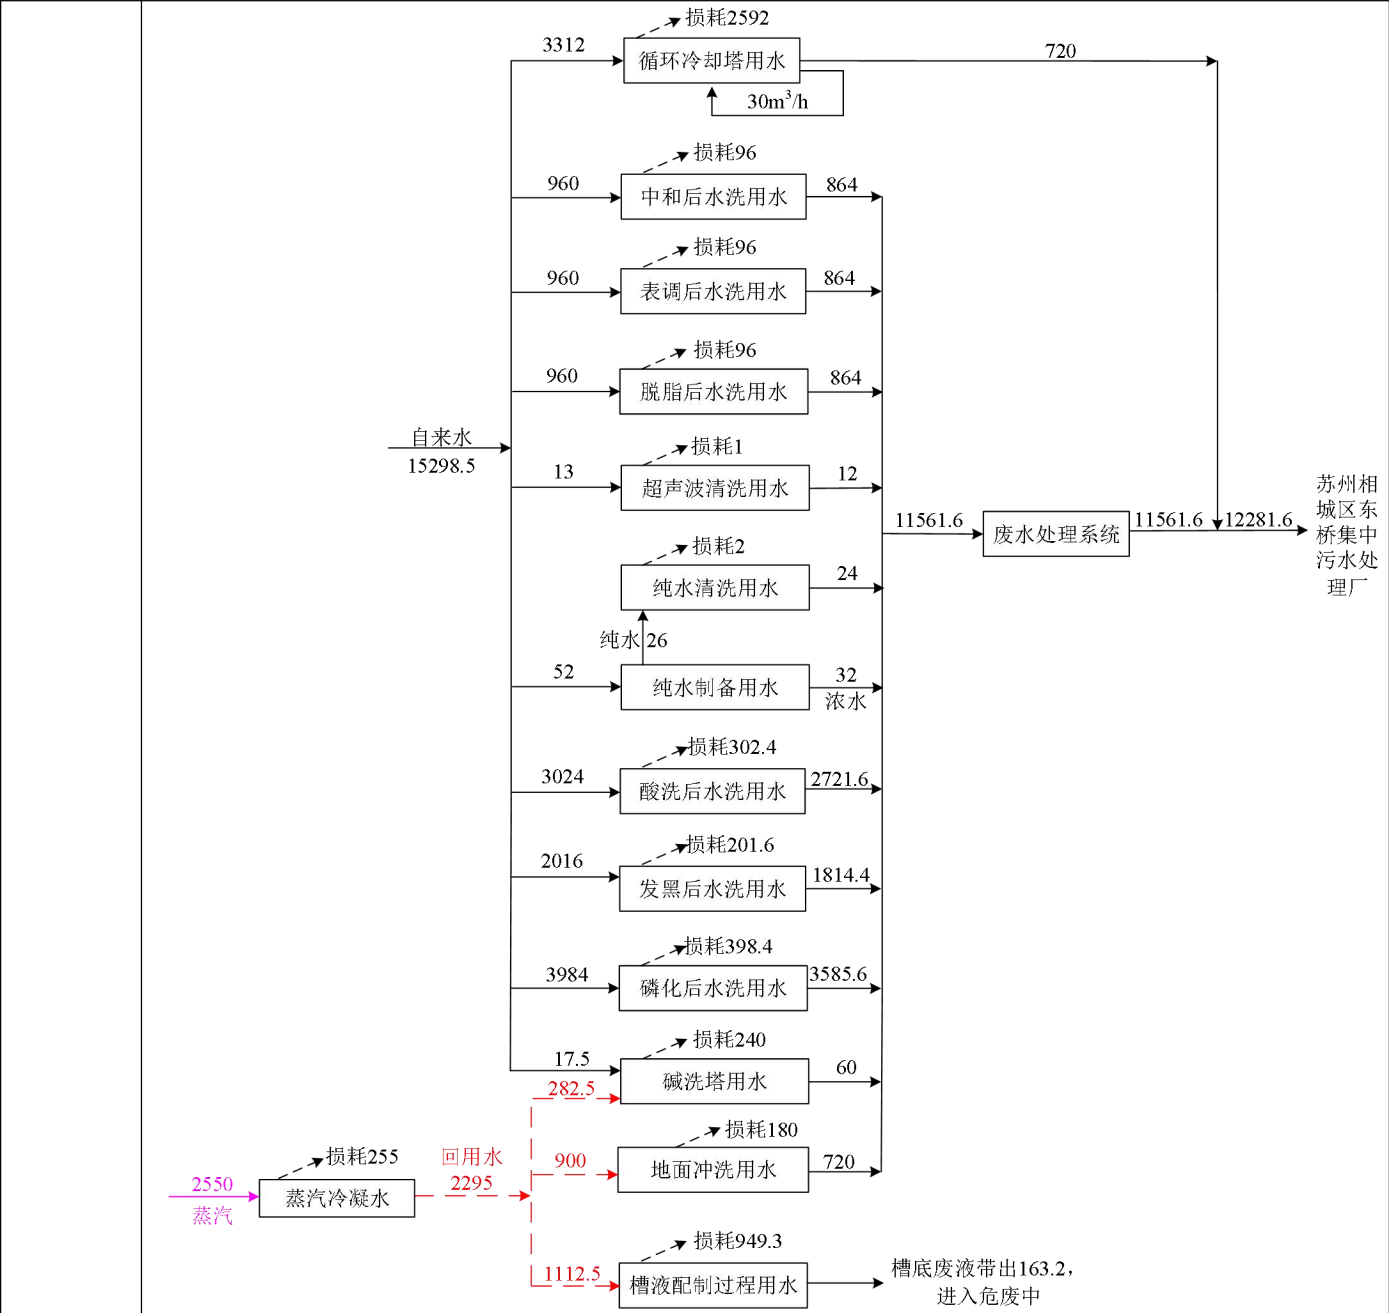 损耗2592
3312
循环冷却塔用水
720
30m³/h
损耗96
960
中和后水洗用水
864
损耗96
960
表调后水洗用水
864
损耗96
960
脱脂后水洗用水
864
自来水
15298.5
损耗1
13
超声波清洗用水
12
11561.6
废水处理系统
11561.6
12281.6
苏州相
城区东
桥集中
污水处
理厂
损耗2
纯水清洗用水
24
纯水 26
52
纯水制备用水
32
浓水
损耗302.4
3024
酸洗后水洗用水
2721.6
损耗201.6
2016
发黑后水洗用水
1814.4
损耗398.4
3984
磷化后水洗用水
3585.6
损耗240
17.5
282.5
碱洗塔用水
60
损耗180
900
地面冲洗用水
720
2550
蒸汽
损耗255
蒸汽冷凝水
回用水
2295
损耗949.3
1112.5
槽液配制过程用水
槽底废液带出163.2，
进入危废中